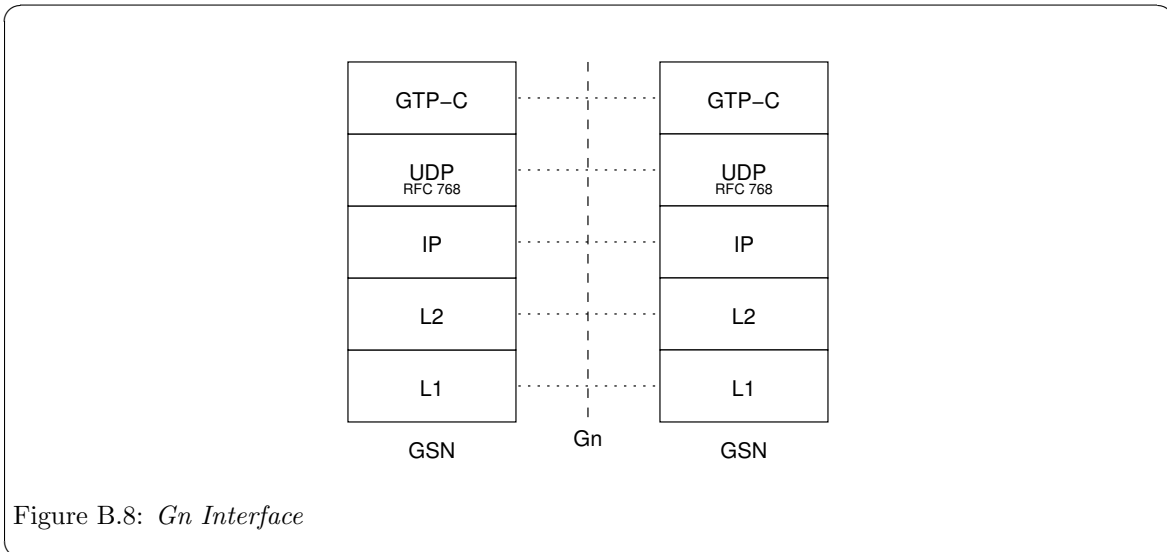 GTP−C
GTP−C
UDP
RFC 768
UDP
RFC 768
IP
IP
L2
L2
L1
L1
Gn
GSN
GSN
Figure B.8: Gn Interface